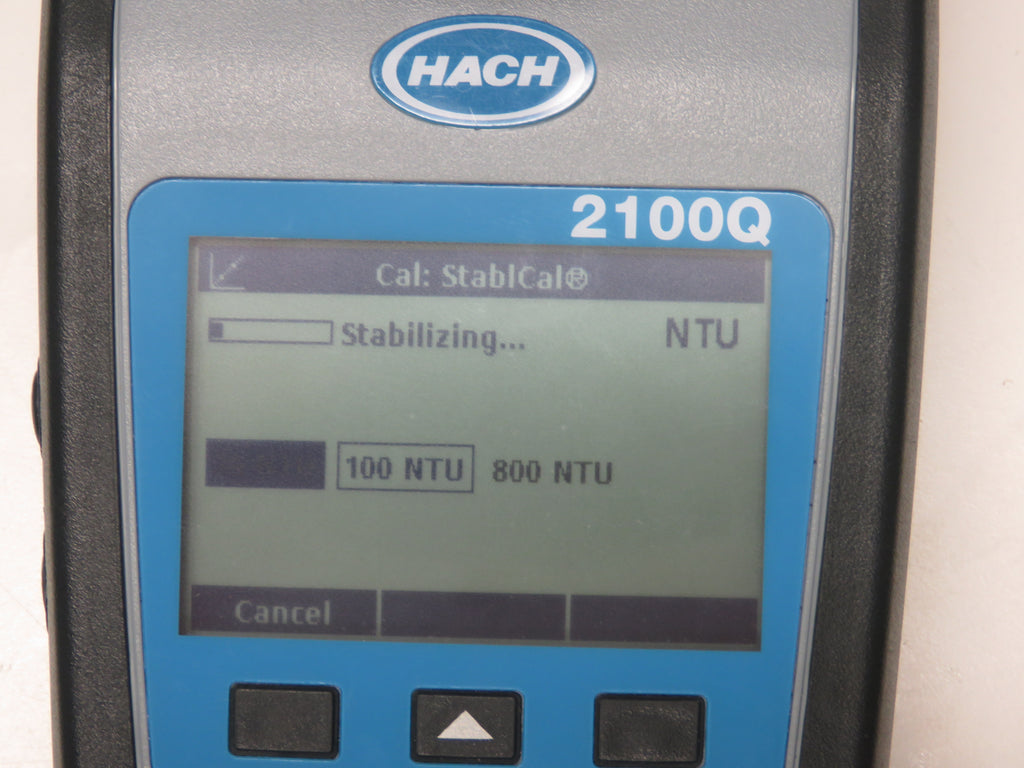 HACH
2100Q
Cal: StablCal®
Stabilizing... NTU
100 NTU 800 NTU
Cancel